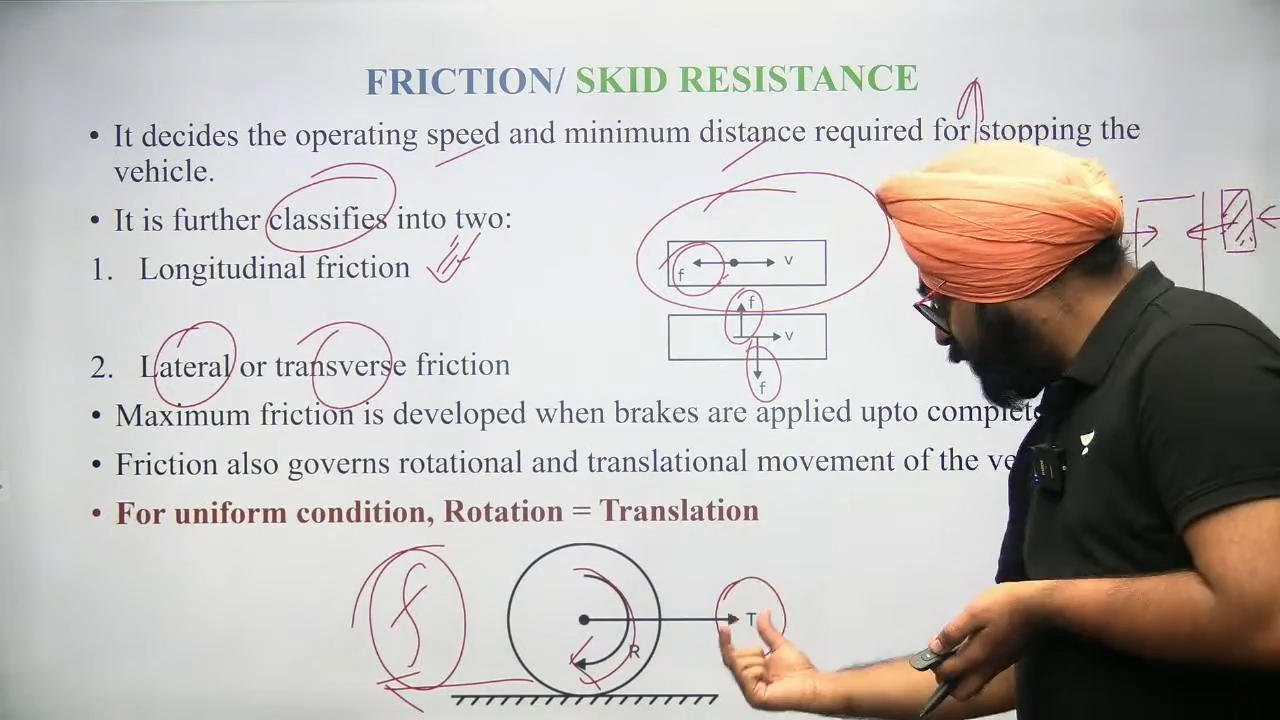 FRICTION/ SKID RESISTANCE
• It decides the operating speed and minimum distance required for stopping the
vehicle.
• It is further classifies into two:
1. Longitudinal friction
f v
f
v
f
2. Lateral or transverse friction
• Maximum friction is developed when brakes are applied upto
• Friction also governs rotational and translational movement of the
• For uniform condition, Rotation = Translation
f
T
R